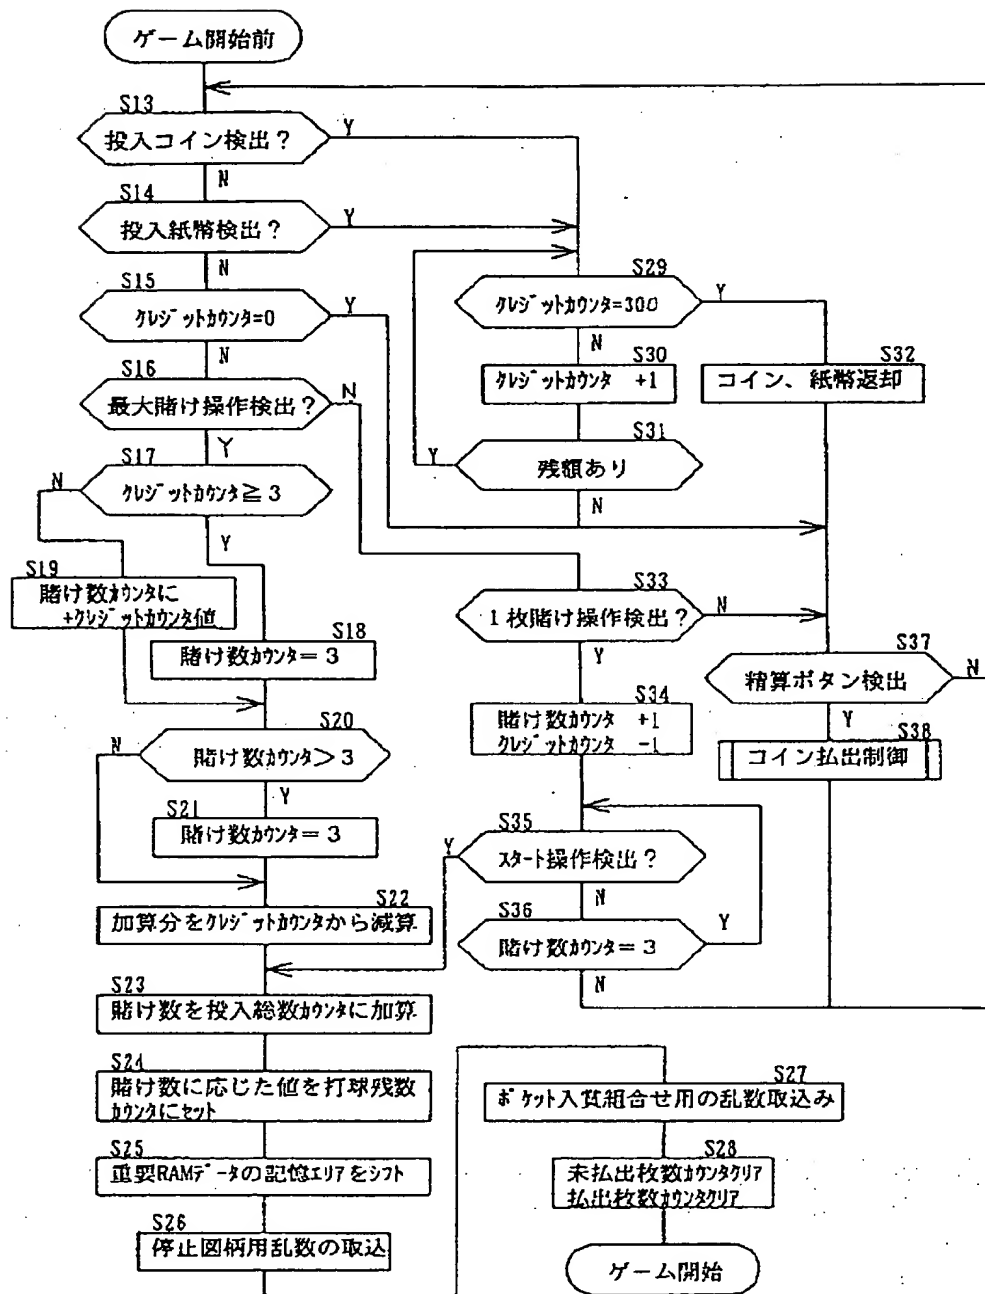 ゲーム開始前
S13
投入コイン検出?
Y
N
S14
投入紙幣検出?
Y
N
S15
クレジットカウンタ=0
Y
N
S16
最大賭け操作検出?
N
Y
S17
クレジットカウンタ≧3
N
Y
S19
賭け数カウンタに
+クレジットカウンタ値
S18
賭け数カウンタ=3
S20
賭け数カウンタ>3
N
Y
S21
賭け数カウンタ=3
S22
加算分をクレジットカウンタから減算
S23
賭け数を投入総数カウンタに加算
S24
賭け数に応じた値を打球残数
カウンタにセット
S25
重要RAMデータの記憶エリアをシフト
S26
停止図柄用乱数の取込
S29
クレジットカウンタ=300
Y
N
S30
クレジットカウンタ +1
S31
残額あり
Y
N
S32
コイン、紙幣返却
S33
1枚賭け操作検出?
N
Y
S34
賭け数カウンタ +1
クレジットカウンタ -1
S35
スタート操作検出?
Y
N
S36
賭け数カウンタ=3
Y
N
S37
精算ボタン検出
N
Y
S38
コイン払出制御
S27
ポケット入賞組合せ用の乱数取込み
S28
未払出枚数カウンタクリア
払出枚数カウンタクリア
ゲーム開始